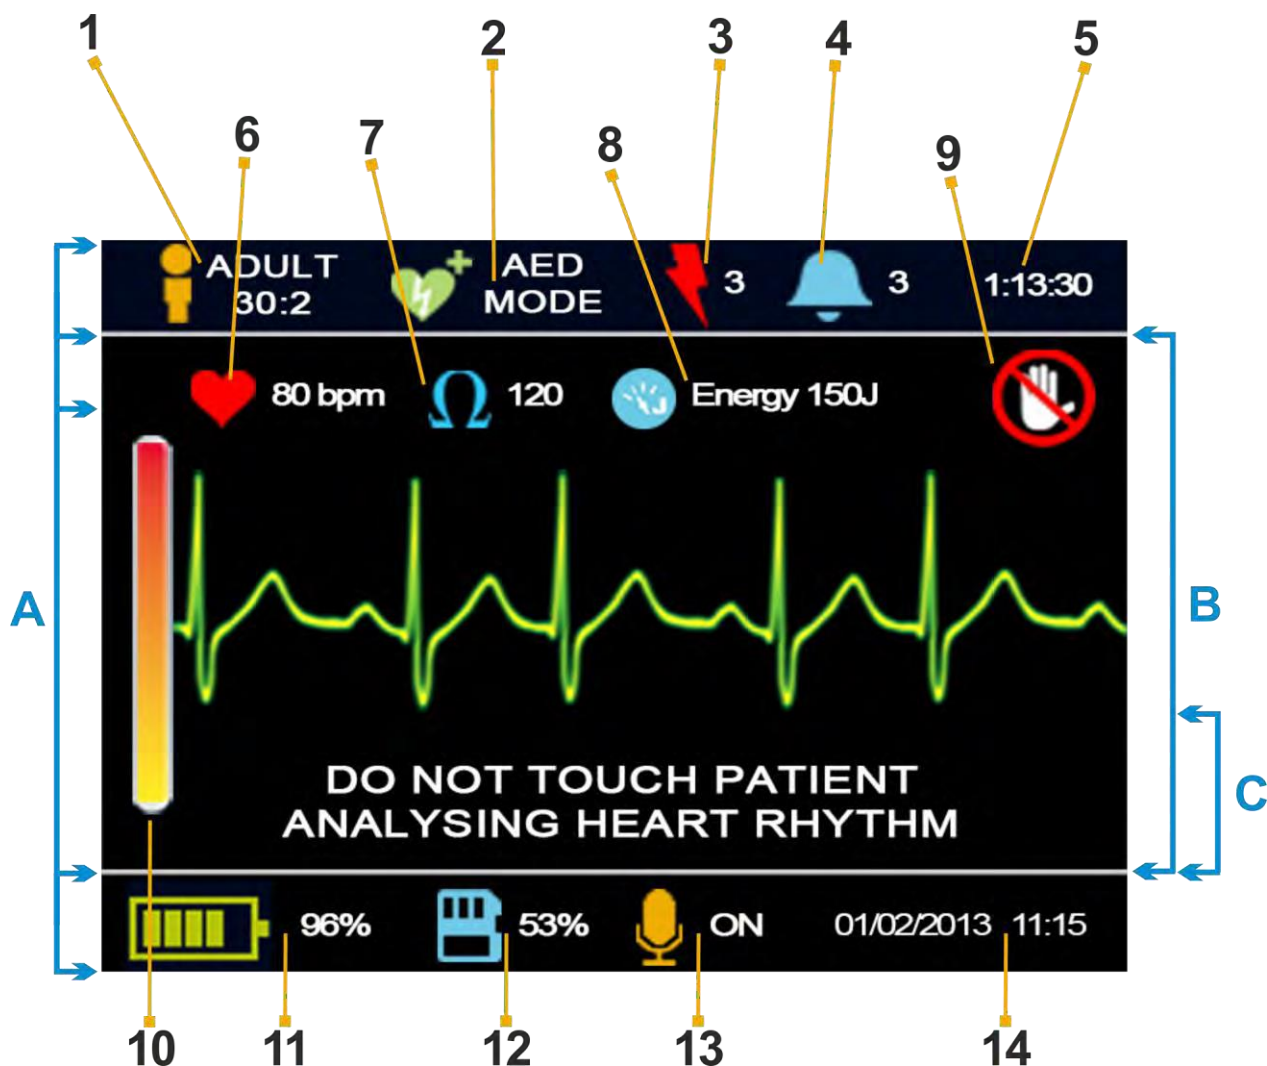 1
2
3
4
5
6
7
8
9
ADULT
30:2
AED
MODE
3
3
1:13:30
80 bpm
Ω 120
Energy 150J
A
B
DO NOT TOUCH PATIENT
ANALYSING HEART RHYTHM
C
96%
53%
ON
01/02/2013 11:15
10
11
12
13
14